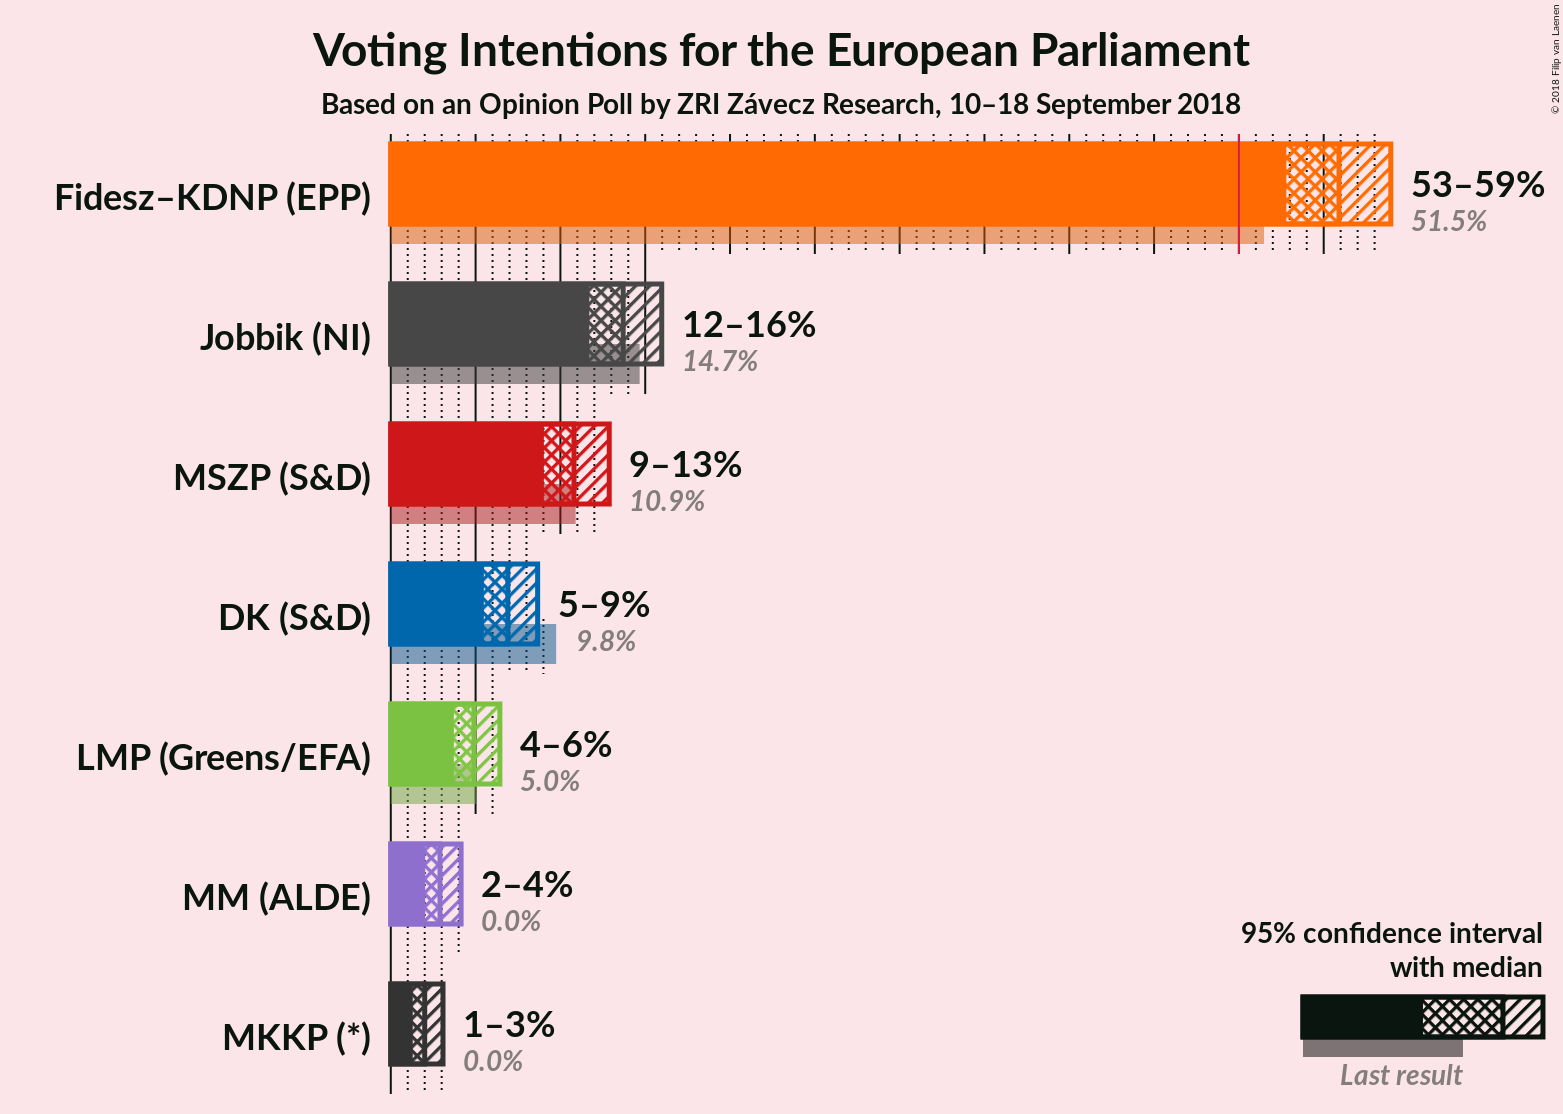 Voting Intentions for the European Parliament
Based on an Opinion Poll by ZRI Závecz Research, 10–18 September 2018
© 2018 Filip van Laenen
Fidesz–KDNP (EPP)
53–59%
51.5%
Jobbik (NI)
12–16%
14.7%
MSZP (S&D)
9–13%
10.9%
DK (S&D)
5–9%
9.8%
LMP (Greens/EFA)
4–6%
5.0%
MM (ALDE)
2–4%
0.0%
MKKP (*)
1–3%
0.0%
95% confidence interval
with median
Last result